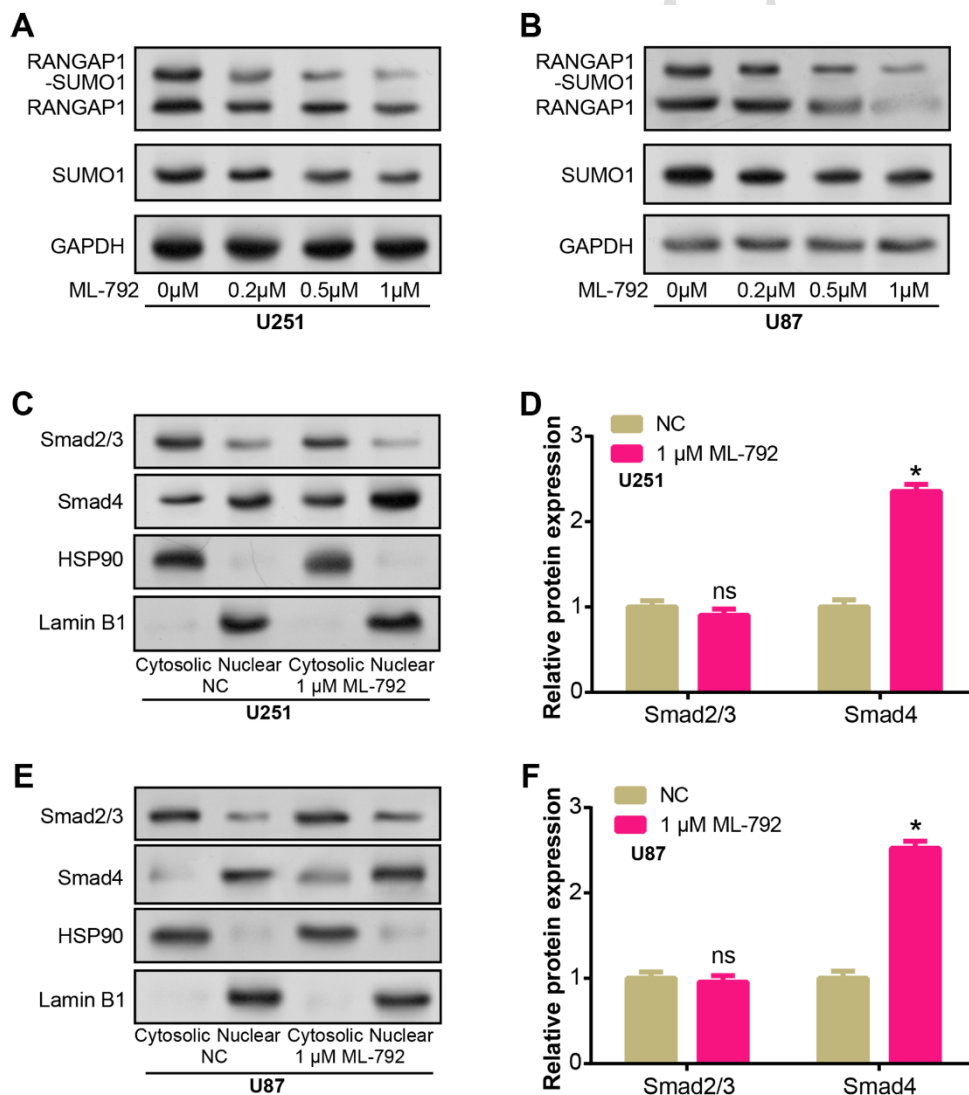 A
RANGAP1
-SUMO1
RANGAP1
SUMO1
GAPDH
ML-792 0µM 0.2µM 0.5µM 1µM
U251
B
RANGAP1
-SUMO1
RANGAP1
SUMO1
GAPDH
ML-792 0µM 0.2µM 0.5µM 1µM
U87
C
Smad2/3
Smad4
HSP90
Lamin B1
Cytosolic Nuclear Cytosolic Nuclear
NC 1 µM ML-792
U251
D
Relative protein expression
3
2
1
0
NC
1 µM ML-792
U251
ns
*
Smad2/3 Smad4
E
Smad2/3
Smad4
HSP90
Lamin B1
Cytosolic Nuclear Cytosolic Nuclear
NC 1 µM ML-792
U87
F
Relative protein expression
3
2
1
0
NC
1 µM ML-792
U87
ns
*
Smad2/3 Smad4